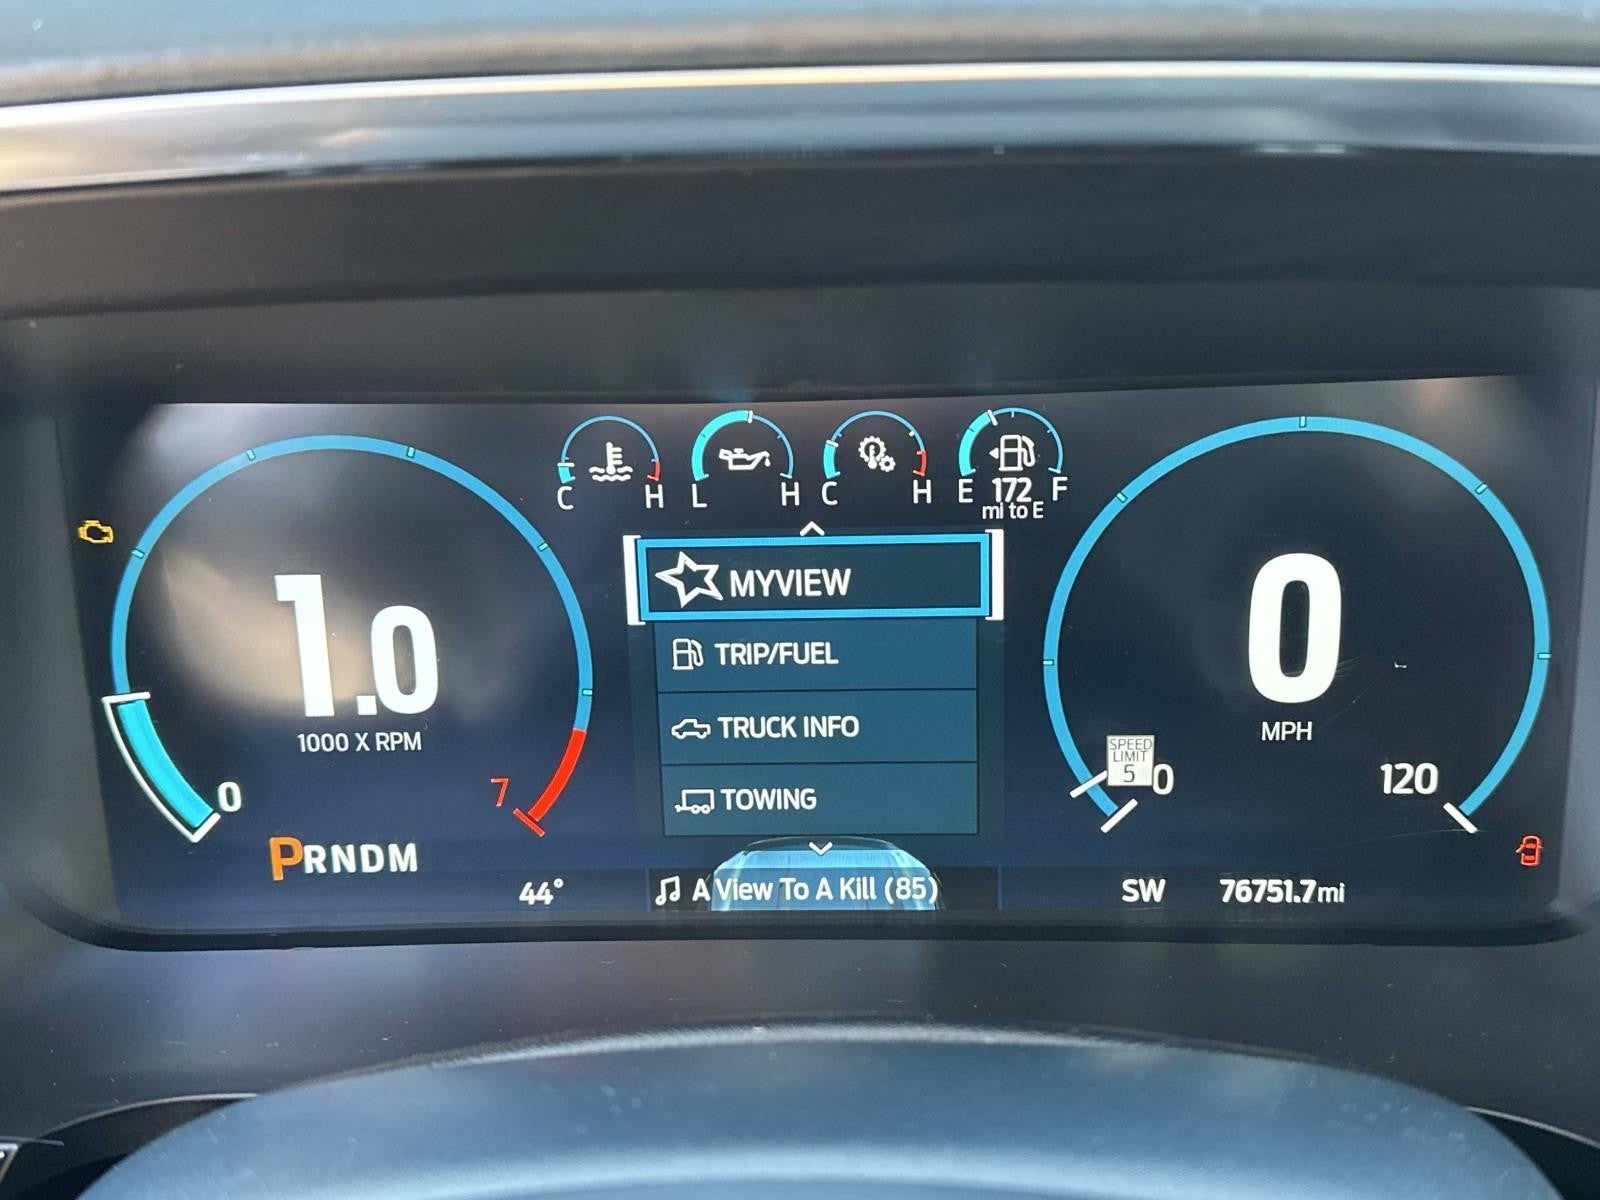 C H
L H
C H
E F
172
mi to E
MYVIEW
TRIP/FUEL
TRUCK INFO
TOWING
1.0
1000 X RPM
0
7
PRNDM
44°
A View To A Kill (85)
0
MPH
SPEED
LIMIT
5
0
120
SW
76751.7mi